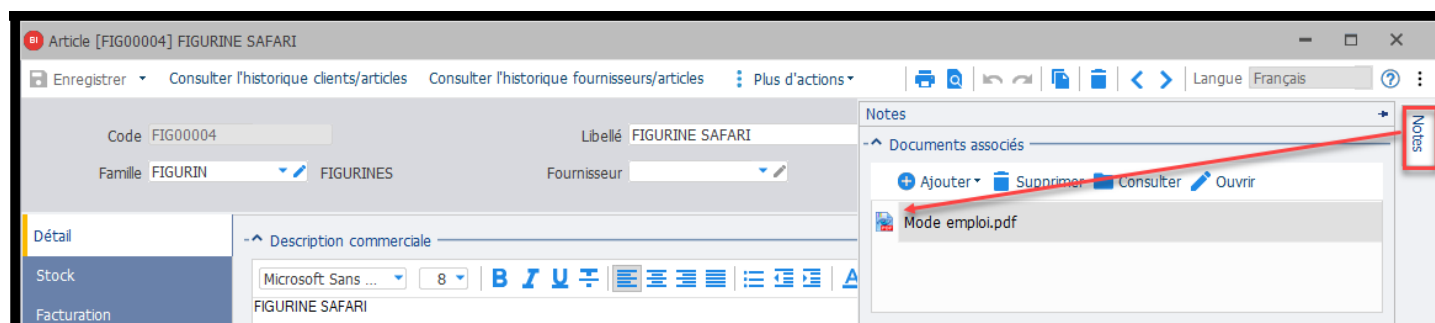 BI Article [FIG00004] FIGURINE SAFARI
Enregistrer Consulter l'historique clients/articles Consulter l'historique fournisseurs/articles Plus d'actions Langue Français
Notes
Code FIG00004 Libellé FIGURINE SAFARI
Documents associés
Notes
Famille FIGURIN FIGURINES Fournisseur
Ajouter Supprimer Consulter Ouvrir
Mode emploi.pdf
Détail
Description commerciale
Stock
Microsoft Sans ... 8 B I U T A
FIGURINE SAFARI
Facturation